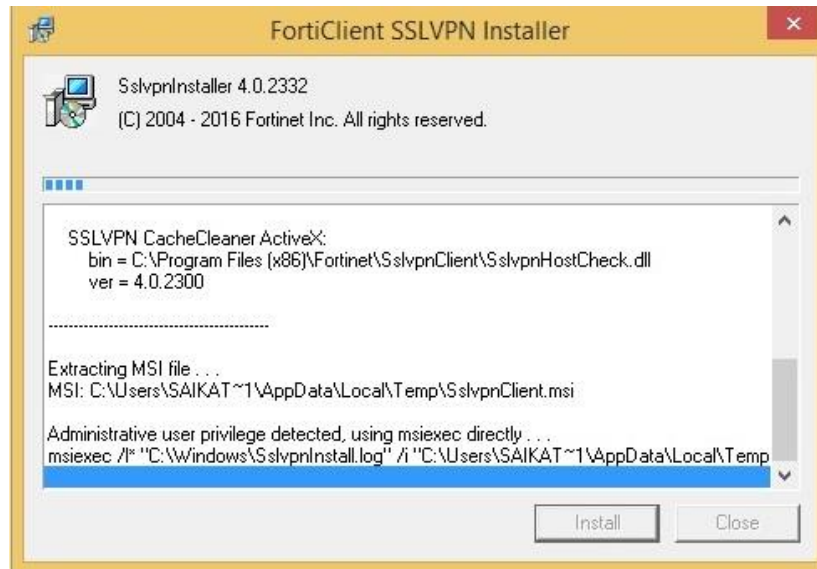 FortiClient SSLVPN Installer
SslvpnInstaller 4.0.2332
(C) 2004 - 2016 Fortinet Inc. All rights reserved.
SSLVPN CacheCleaner ActiveX:
bin = C:\Program Files (x86)\Fortinet\SslvpnClient\SslvpnHostCheck.dll
ver = 4.0.2300
------------------------------------------
Extracting MSI file . . .
MSI: C:\Users\SAIKAT~1\AppData\Local\Temp\SslvpnClient.msi
Administrative user privilege detected, using msiexec directly . . .
msiexec /l* "C:\Windows\SslvpnInstall.log" /i "C:\Users\SAIKAT~1\AppData\Local\Temp
Install
Close